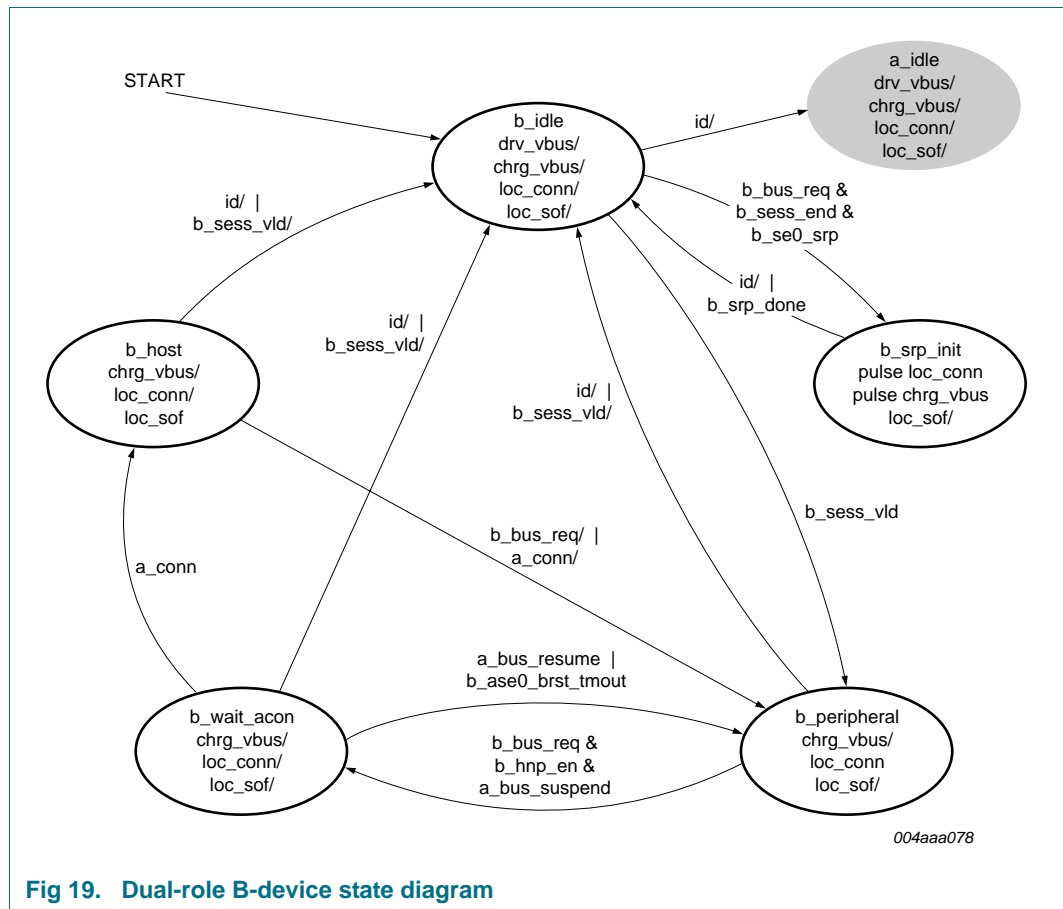 START
b_idle
drv_vbus/
chrg_vbus/
loc_conn/
loc_sof/
id/
a_idle
drv_vbus/
chrg_vbus/
loc_conn/
loc_sof/
b_bus_req &
b_sess_end &
b_se0_srp
id/ |
b_srp_done
b_srp_init
pulse loc_conn
pulse chrg_vbus
loc_sof/
id/ |
b_sess_vld/
id/ |
b_sess_vld/
id/ |
b_sess_vld/
b_host
chrg_vbus/
loc_conn/
loc_sof
b_sess_vld
b_bus_req/ |
a_conn/
a_conn
a_bus_resume |
b_ase0_brst_tmout
b_wait_acon
chrg_vbus/
loc_conn/
loc_sof/
b_bus_req &
b_hnp_en &
a_bus_suspend
b_peripheral
chrg_vbus/
loc_conn
loc_sof/
004aaa078
Fig 19. Dual-role B-device state diagram